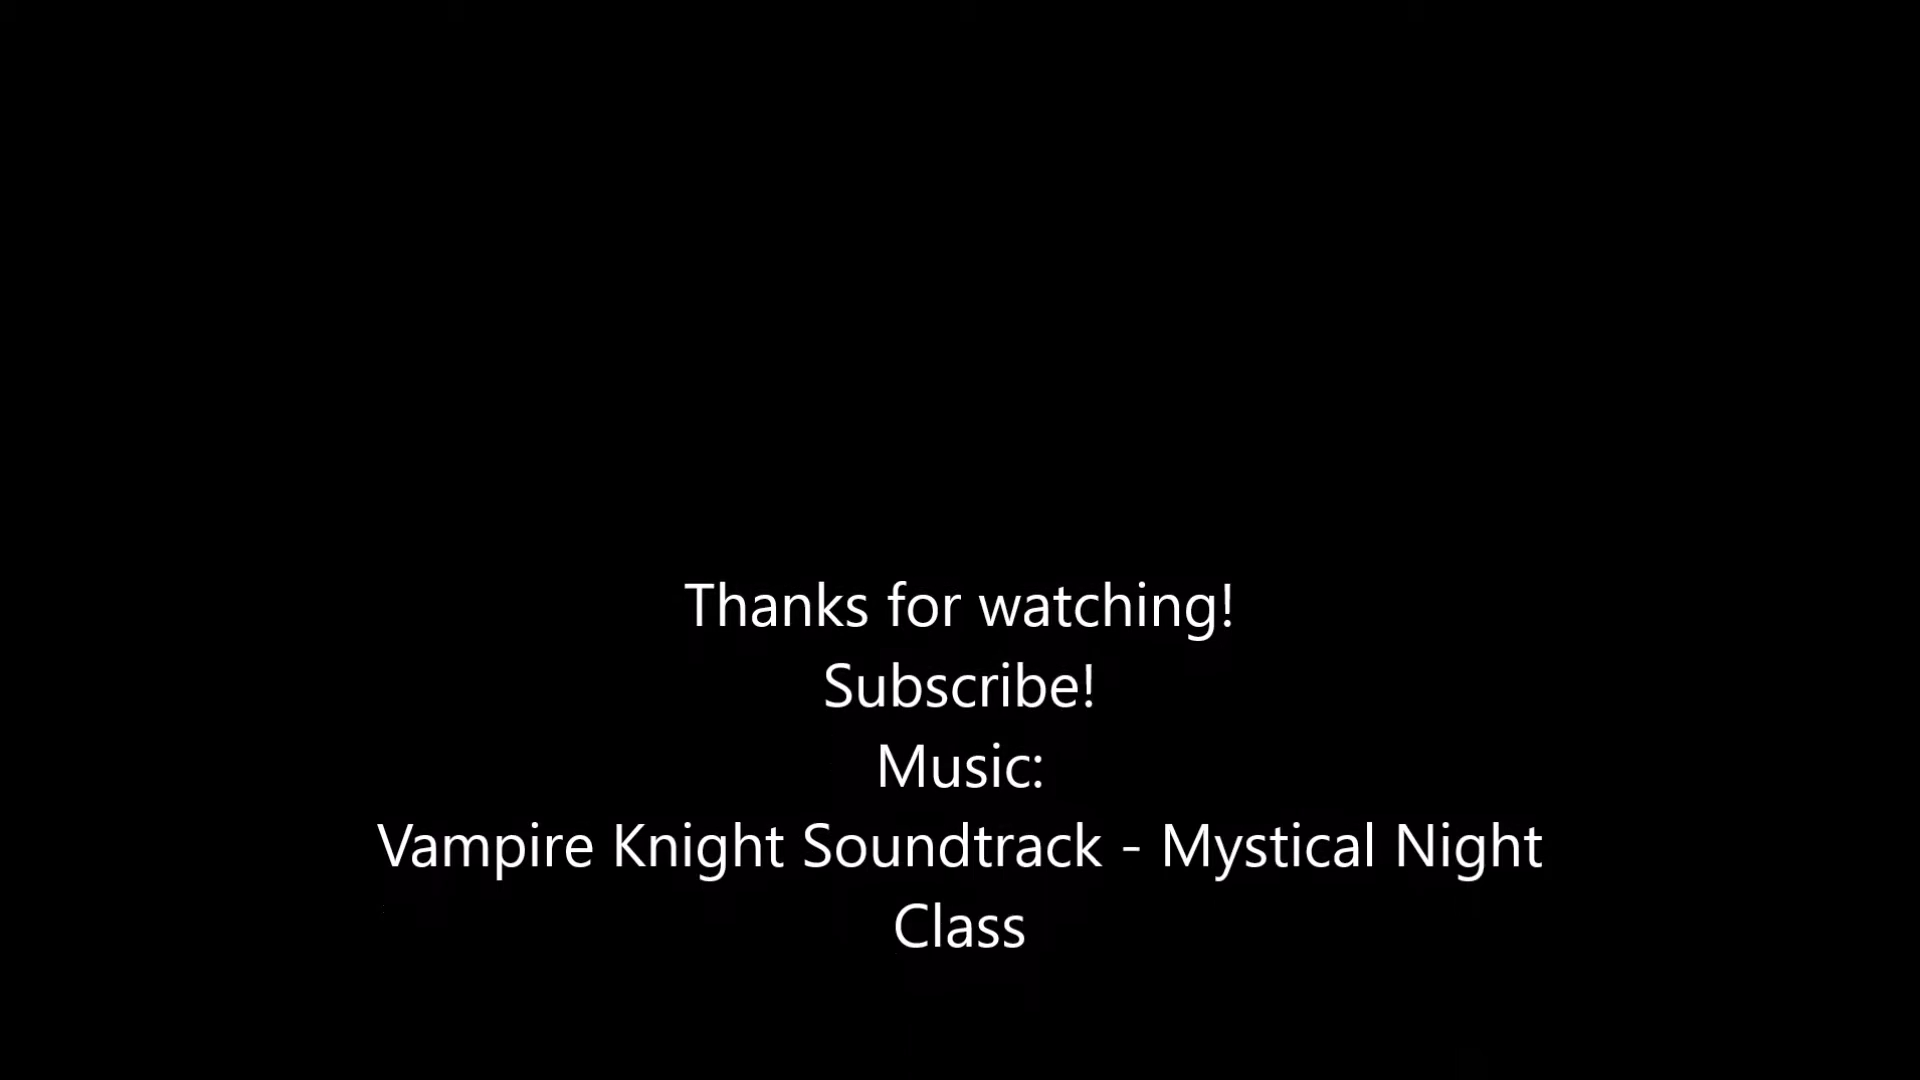 Thanks for watching!
Subscribe!
Music:
Vampire Knight Soundtrack - Mystical Night
Class